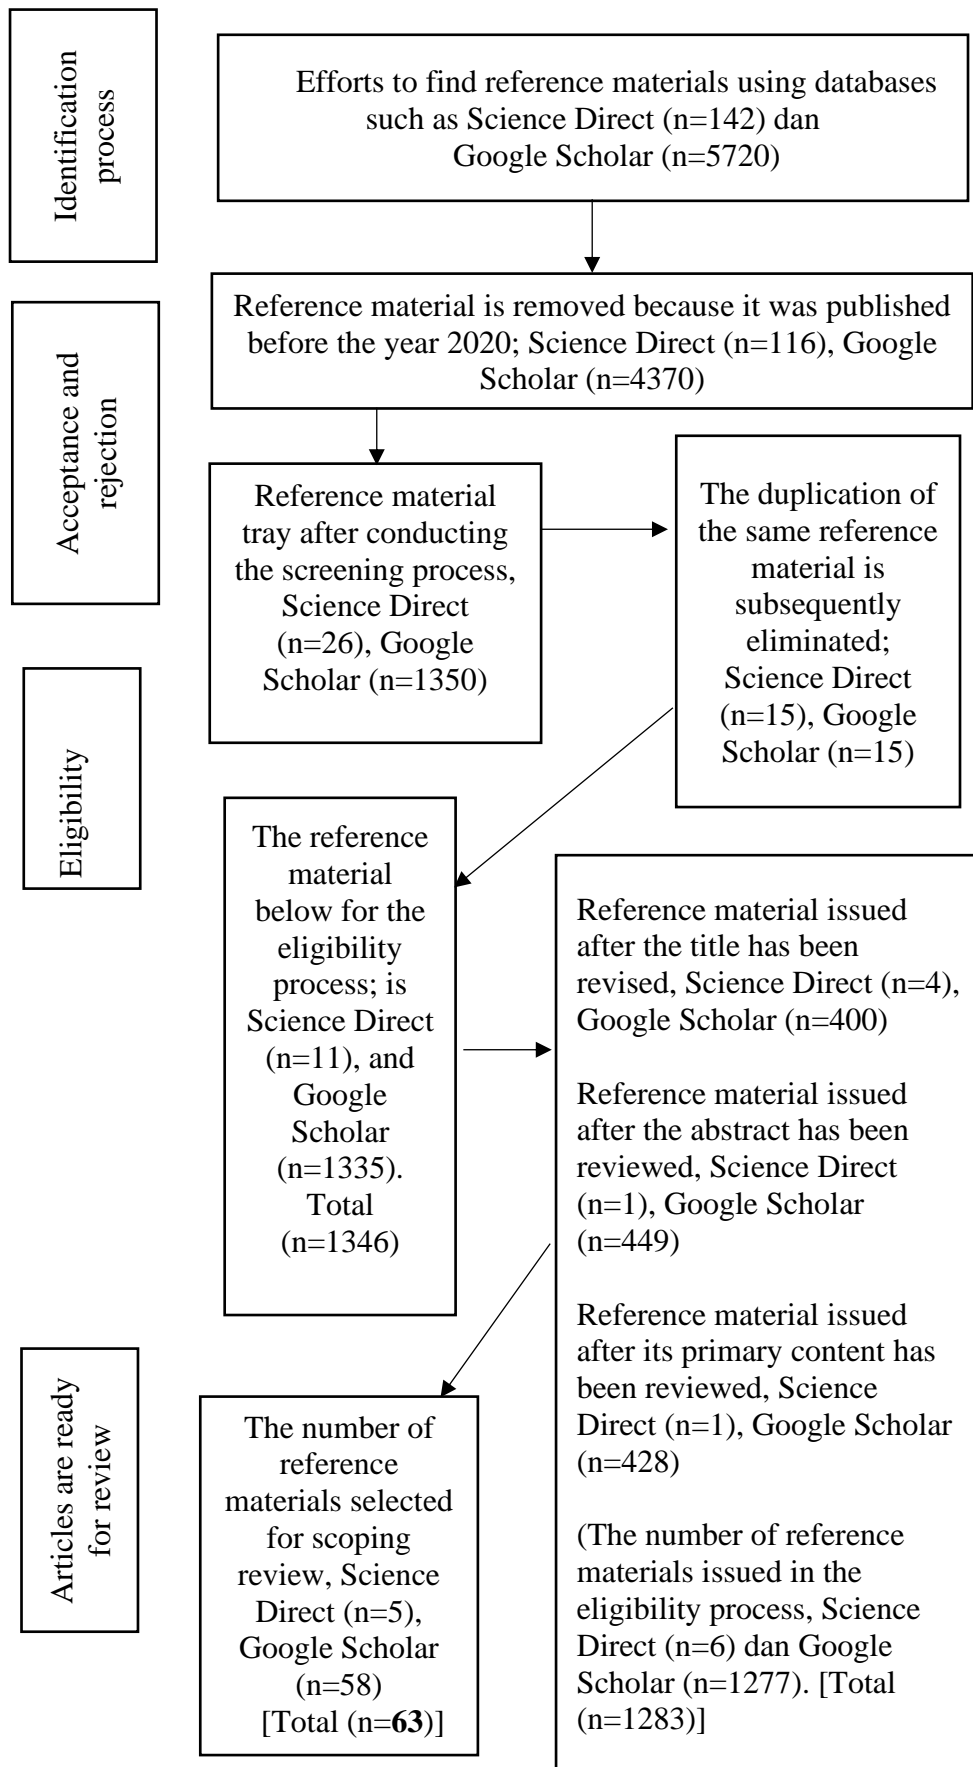 Identification
process
Efforts to find reference materials using databases
such as Science Direct (n=142) dan
Google Scholar (n=5720)
Acceptance and
rejection
Reference material is removed because it was published
before the year 2020; Science Direct (n=116), Google
Scholar (n=4370)
Reference material
tray after conducting
the screening process,
Science Direct
(n=26), Google
Scholar (n=1350)
The duplication of
the same reference
material is
subsequently
eliminated;
Science Direct
(n=15), Google
Scholar (n=15)
Eligibility
The reference
material
below for the
eligibility
process; is
Science Direct
(n=11), and
Google
Scholar
(n=1335).
Total
(n=1346)
Reference material issued
after the title has been
revised, Science Direct (n=4),
Google Scholar (n=400)
Reference material issued
after the abstract has been
reviewed, Science Direct
(n=1), Google Scholar
(n=449)
Reference material issued
after its primary content has
been reviewed, Science
Direct (n=1), Google Scholar
(n=428)
(The number of reference
materials issued in the
eligibility process, Science
Direct (n=6) dan Google
Scholar (n=1277). [Total
(n=1283)]
Articles are ready
for review
The number of
reference
materials selected
for scoping
review, Science
Direct (n=5),
Google Scholar
(n=58)
[Total (n=63)]